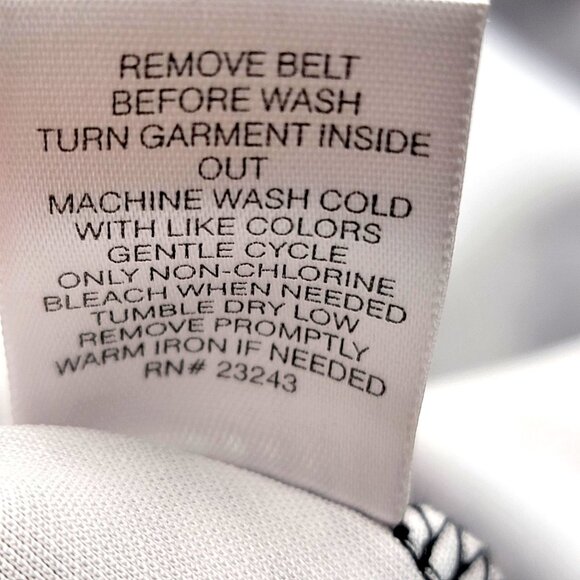 REMOVE BELT
BEFORE WASH
TURN GARMENT INSIDE
OUT
MACHINE WASH COLD
WITH LIKE COLORS
GENTLE CYCLE
ONLY NON-CHLORINE
BLEACH WHEN NEEDED
TUMBLE DRY LOW
REMOVE PROMPTLY
WARM IRON IF NEEDED
RN# 23243